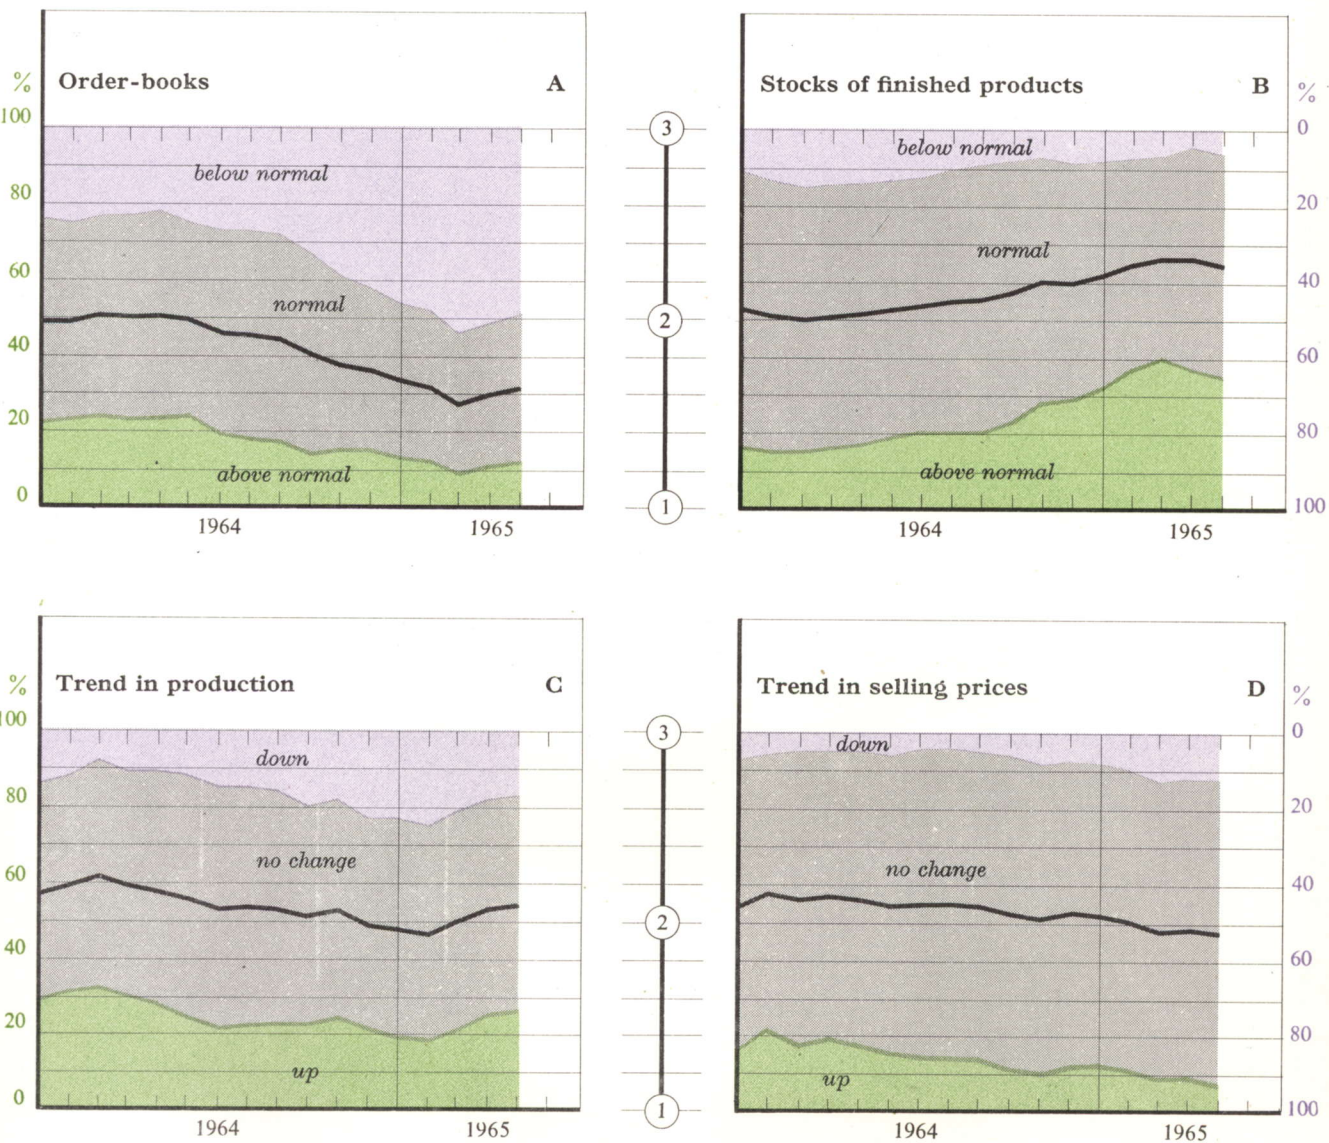 % Order-books A
100
below normal
80
60
normal
40
20
above normal
0
1964 1965
3
2
1
Stocks of finished products B %
0
below normal
20
normal
40
60
80
above normal
100
1964 1965
% Trend in production C
100
down
80
no change
60
40
20
up
0
1964 1965
3
2
1
Trend in selling prices D %
0
down
20
no change
40
60
80
up
100
1964 1965